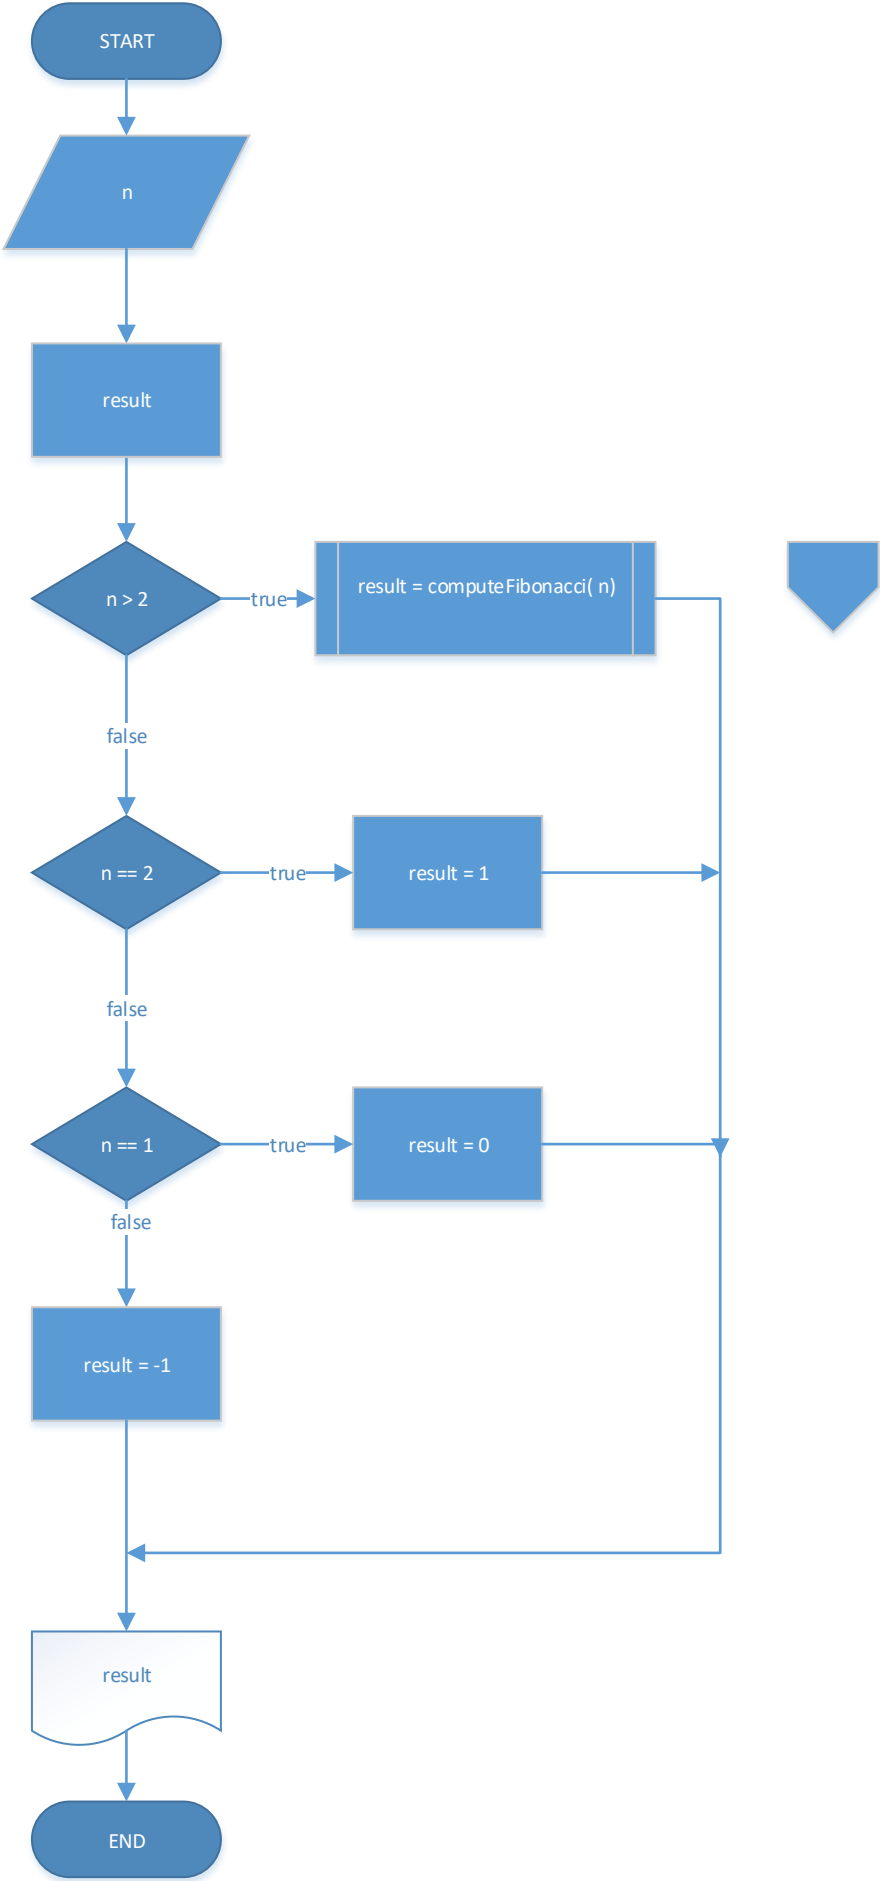 START
n
result
n > 2
true
result = computeFibonacci( n)
false
n == 2
true
result = 1
false
n == 1
true
result = 0
false
result = -1
result
END